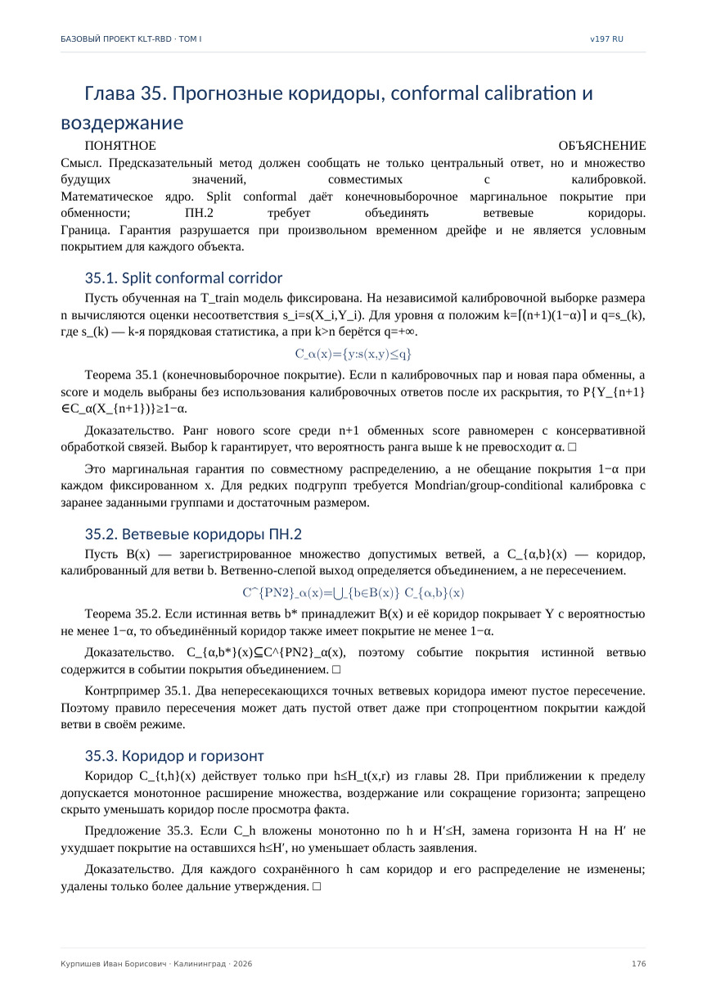 БАЗОВЫЙ ПРОЕКТ KLT-RBD · ТОМ I
v197 RU
Глава 35. Прогнозные коридоры, conformal calibration и
воздержание
ПОНЯТНОЕ ОБЪЯСНЕНИЕ
Смысл. Предсказательный метод должен сообщать не только центральный ответ, но и множество
будущих значений, совместимых с калибровкой.
Математическое ядро. Split conformal даёт конечновыборочное маргинальное покрытие при
обменности; ПН.2 требует объединять ветвевые коридоры.
Граница. Гарантия разрушается при произвольном временном дрейфе и не является условным
покрытием для каждого объекта.
35.1. Split conformal corridor
Пусть обученная на T_train модель фиксирована. На независимой калибровочной выборке размера
n вычисляются оценки несоответствия s_i=s(X_i,Y_i). Для уровня α положим k=⌈(n+1)(1−α)⌉ и q=s_(k),
где s_(k) — k-я порядковая статистика, а при k>n берётся q=+∞.
C_α(x)={y:s(x,y)≤q}
Теорема 35.1 (конечновыборочное покрытие). Если n калибровочных пар и новая пара обменны, а
score и модель выбраны без использования калибровочных ответов после их раскрытия, то P{Y_{n+1}
∈C_α(X_{n+1})}≥1−α.
Доказательство. Ранг нового score среди n+1 обменных score равномерен с консервативной
обработкой связей. Выбор k гарантирует, что вероятность ранга выше k не превосходит α. □
Это маргинальная гарантия по совместному распределению, а не обещание покрытия 1−α при
каждом фиксированном x. Для редких подгрупп требуется Mondrian/group-conditional калибровка с
заранее заданными группами и достаточным размером.
35.2. Ветвевые коридоры ПН.2
Пусть B(x) — зарегистрированное множество допустимых ветвей, а C_{α,b}(x) — коридор,
калиброванный для ветви b. Ветвенно-слепой выход определяется объединением, а не пересечением.
C^{PN2}_α(x)=⋃_{b∈B(x)} C_{α,b}(x)
Теорема 35.2. Если истинная ветвь b* принадлежит B(x) и её коридор покрывает Y с вероятностью
не менее 1−α, то объединённый коридор также имеет покрытие не менее 1−α.
Доказательство. C_{α,b*}(x)⊆C^{PN2}_α(x), поэтому событие покрытия истинной ветвью
содержится в событии покрытия объединением. □
Контрпример 35.1. Два непересекающихся точных ветвевых коридора имеют пустое пересечение.
Поэтому правило пересечения может дать пустой ответ даже при стопроцентном покрытии каждой
ветви в своём режиме.
35.3. Коридор и горизонт
Коридор C_{t,h}(x) действует только при h≤H_t(x,r) из главы 28. При приближении к пределу
допускается монотонное расширение множества, воздержание или сокращение горизонта; запрещено
скрыто уменьшать коридор после просмотра факта.
Предложение 35.3. Если C_h вложены монотонно по h и H′≤H, замена горизонта H на H′ не
ухудшает покрытие на оставшихся h≤H′, но уменьшает область заявления.
Доказательство. Для каждого сохранённого h сам коридор и его распределение не изменены;
удалены только более дальние утверждения. □
Курпишев Иван Борисович · Калининград · 2026
176